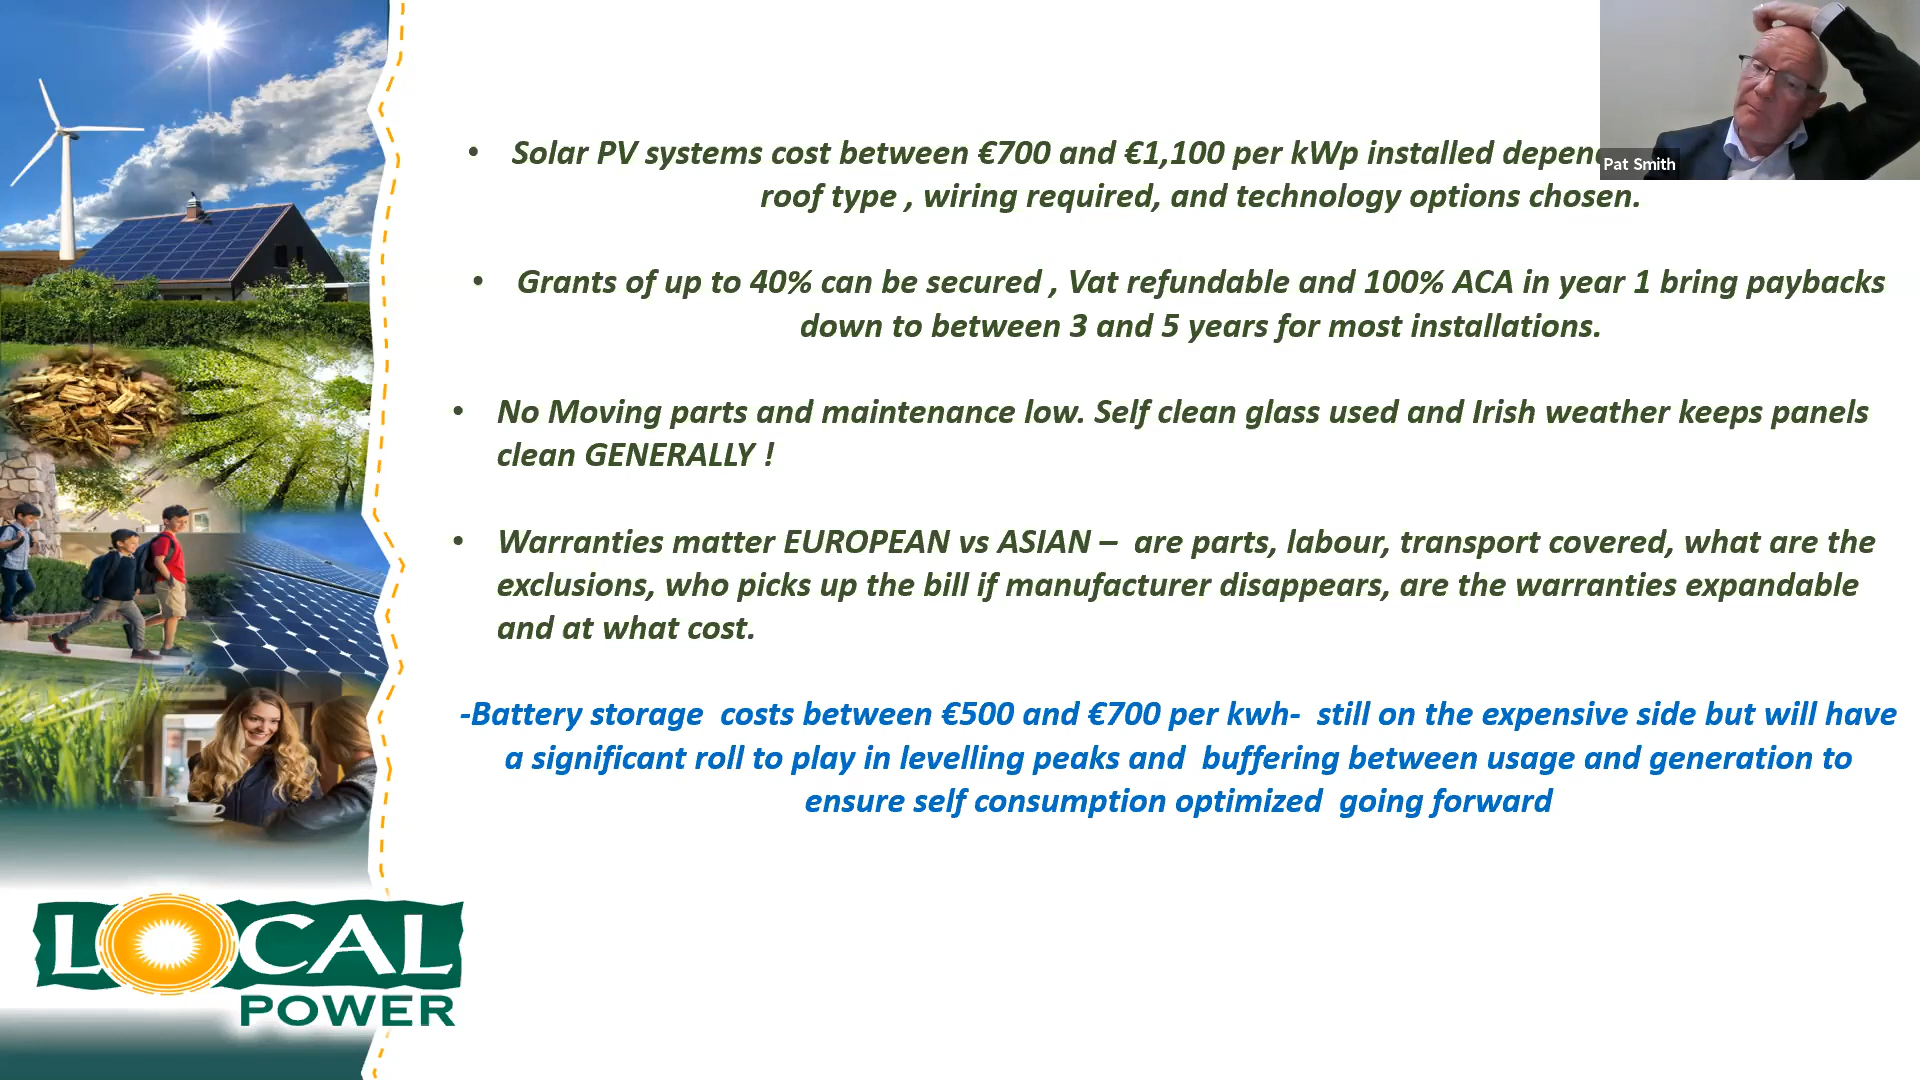 • Solar PV systems cost between €700 and €1,100 per kWp installed
Pat Smith
roof type , wiring required, and technology options chosen.
• Grants of up to 40% can be secured , Vat refundable and 100% ACA in year 1 bring paybacks
down to between 3 and 5 years for most installations.
• No Moving parts and maintenance low. Self clean glass used and Irish weather keeps panels
clean GENERALLY !
• Warranties matter EUROPEAN vs ASIAN – are parts, labour, transport covered, what are the
exclusions, who picks up the bill if manufacturer disappears, are the warranties expandable
and at what cost.
-Battery storage costs between €500 and €700 per kwh- still on the expensive side but will have
a significant roll to play in levelling peaks and buffering between usage and generation to
ensure self consumption optimized going forward
LOCAL
POWER